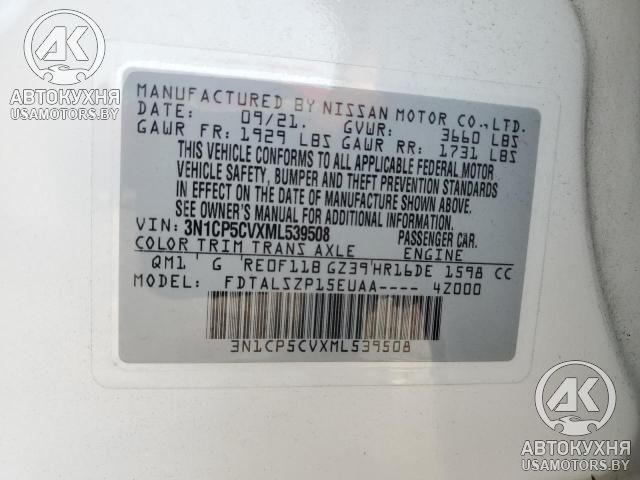 AK
АВТОКУХНЯ
USAMOTORS.BY
MANUFACTURED BY NISSAN MOTOR CO.,LTD.
DATE: 09/21. GVWR: 3660 LBS
GAWR FR: 1929 LBS GAWR RR: 1731 LBS
THIS VEHICLE CONFORMS TO ALL APPLICABLE FEDERAL MOTOR
VEHICLE SAFETY, BUMPER AND THEFT PREVENTION STANDARDS
IN EFFECT ON THE DATE OF MANUFACTURE SHOWN ABOVE.
SEE OWNER'S MANUAL FOR ADDITIONAL INFORMATION.
VIN: 3N1CP5CVXML539508 PASSENGER CAR.
COLOR TRIM TRANS AXLE ENGINE
QM1 G RE0F11B GZ39 HR16DE 1598 CC
MODEL: FDTALSZP15EUAA---- 4Z000
3N1CP5CVXML539508
AK
АВТОКУХНЯ
USAMOTORS.BY